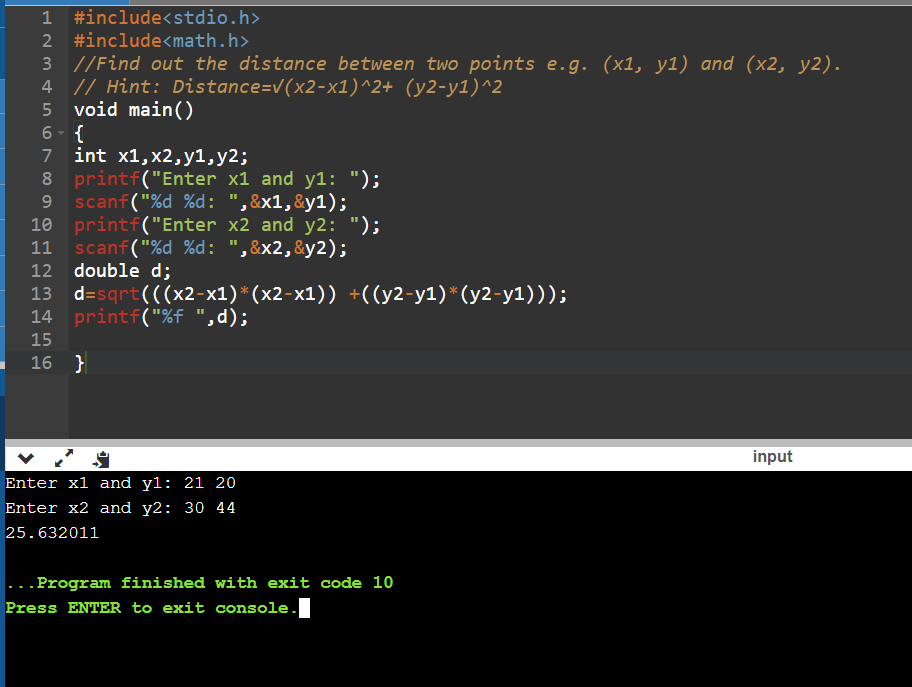 1 #include<stdio.h>
2 #include<math.h>
3 //Find out the distance between two points e.g. (x1, y1) and (x2, y2).
4 // Hint: Distance=√(x2-x1)^2+ (y2-y1)^2
5 void main()
6 {
7 int x1,x2,y1,y2;
8 printf("Enter x1 and y1: ");
9 scanf("%d %d: ",&x1,&y1);
10 printf("Enter x2 and y2: ");
11 scanf("%d %d: ",&x2,&y2);
12 double d;
13 d=sqrt(((x2-x1)*(x2-x1)) +((y2-y1)*(y2-y1)));
14 printf("%f ",d);
15
16 }
input
Enter x1 and y1: 21 20
Enter x2 and y2: 30 44
25.632011
...Program finished with exit code 10
Press ENTER to exit console.